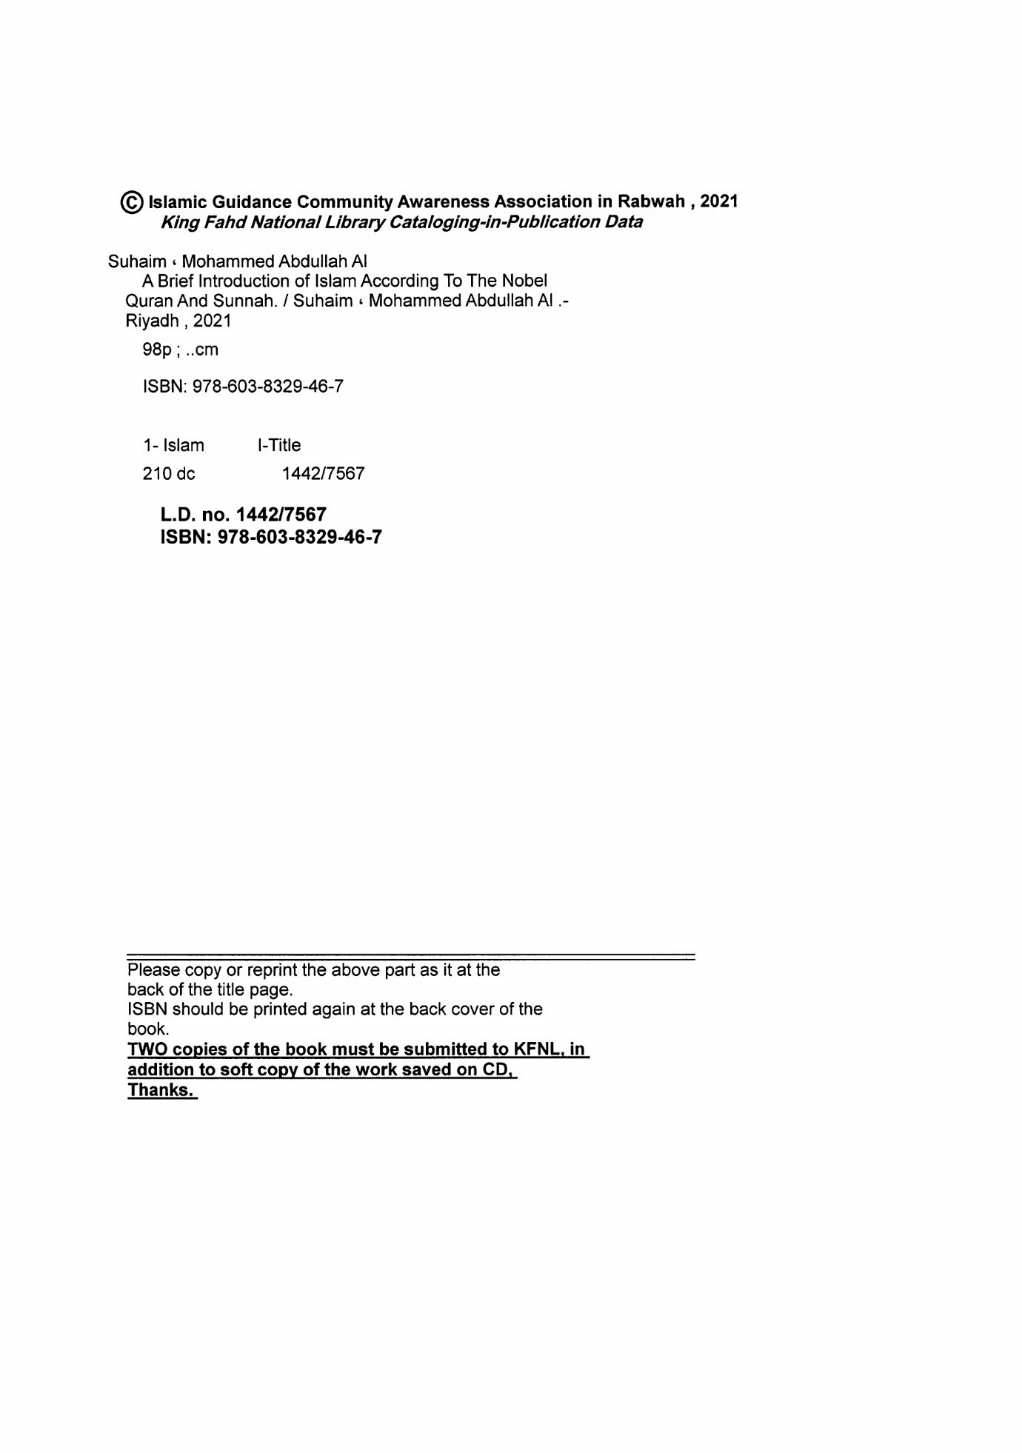 © Islamic Guidance Community Awareness Association in Rabwah , 2021
King Fahd National Library Cataloging-in-Publication Data
Suhaim ، Mohammed Abdullah Al
A Brief Introduction of Islam According To The Nobel
Quran And Sunnah. / Suhaim ، Mohammed Abdullah Al .-
Riyadh , 2021
98p ; ..cm
ISBN: 978-603-8329-46-7
1- Islam I-Title
210 dc 1442/7567
L.D. no. 1442/7567
ISBN: 978-603-8329-46-7
Please copy or reprint the above part as it at the
back of the title page.
ISBN should be printed again at the back cover of the
book.
TWO copies of the book must be submitted to KFNL, in
addition to soft copy of the work saved on CD,
Thanks.